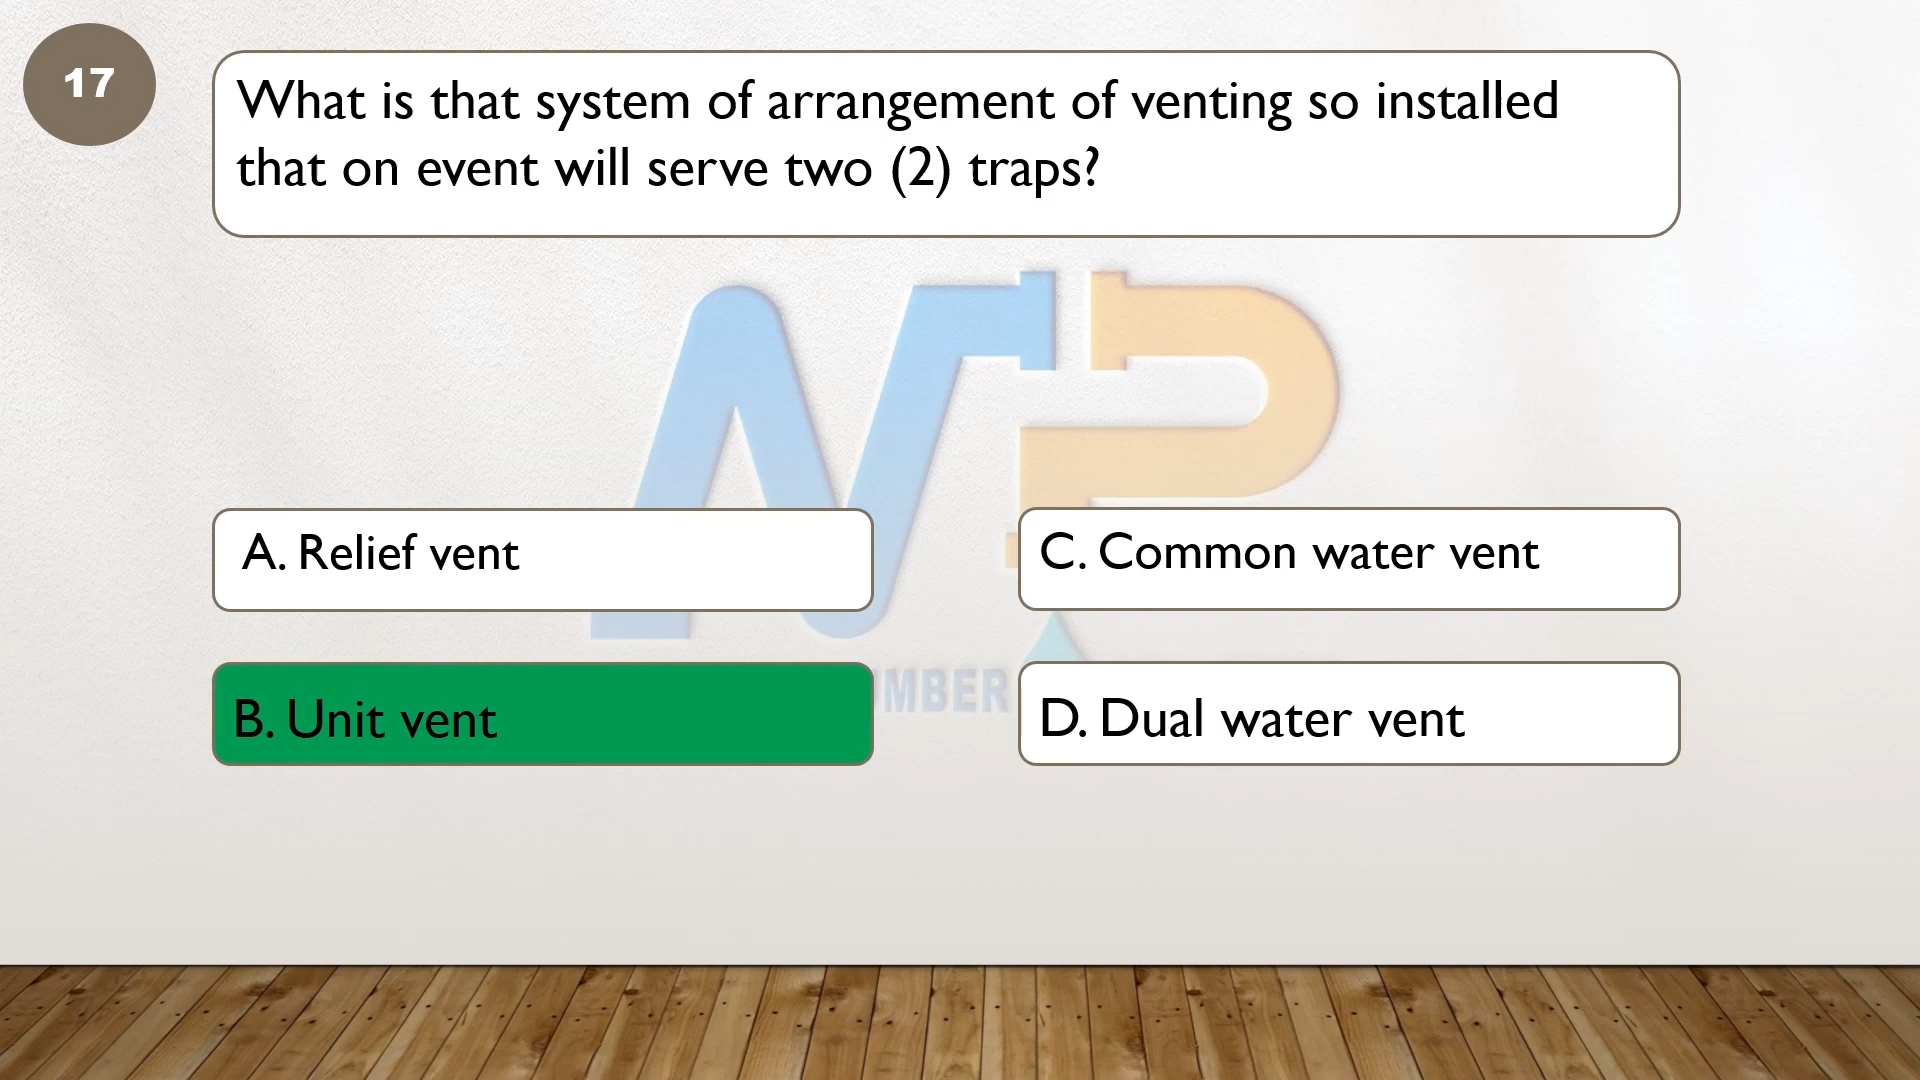 17
What is that system of arrangement of venting so installed
that on event will serve two (2) traps?
A. Relief vent
C. Common water vent
B. Unit vent
D. Dual water vent